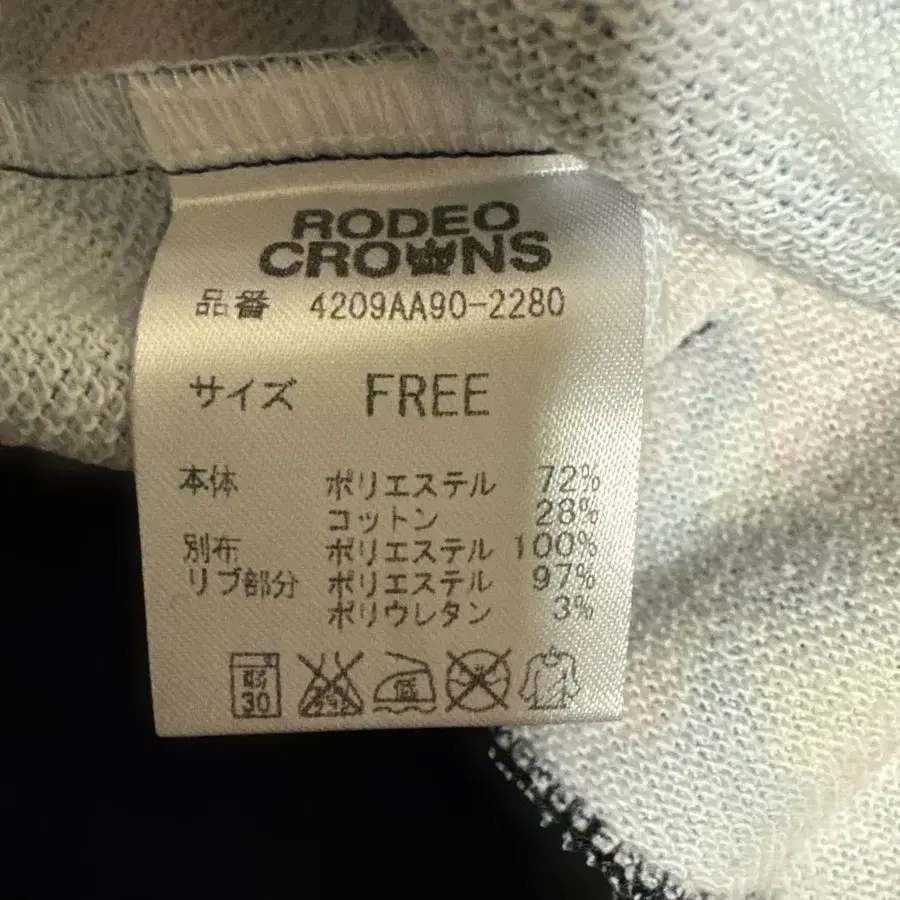 RODEO
CROWNS
品番 4209AA90-2280
サイズ FREE
本体 ポリエステル 72%
コットン 28%
別布 ポリエステル 100%
リブ部分 ポリエステル 97%
ポリウレタン 3%
30 低